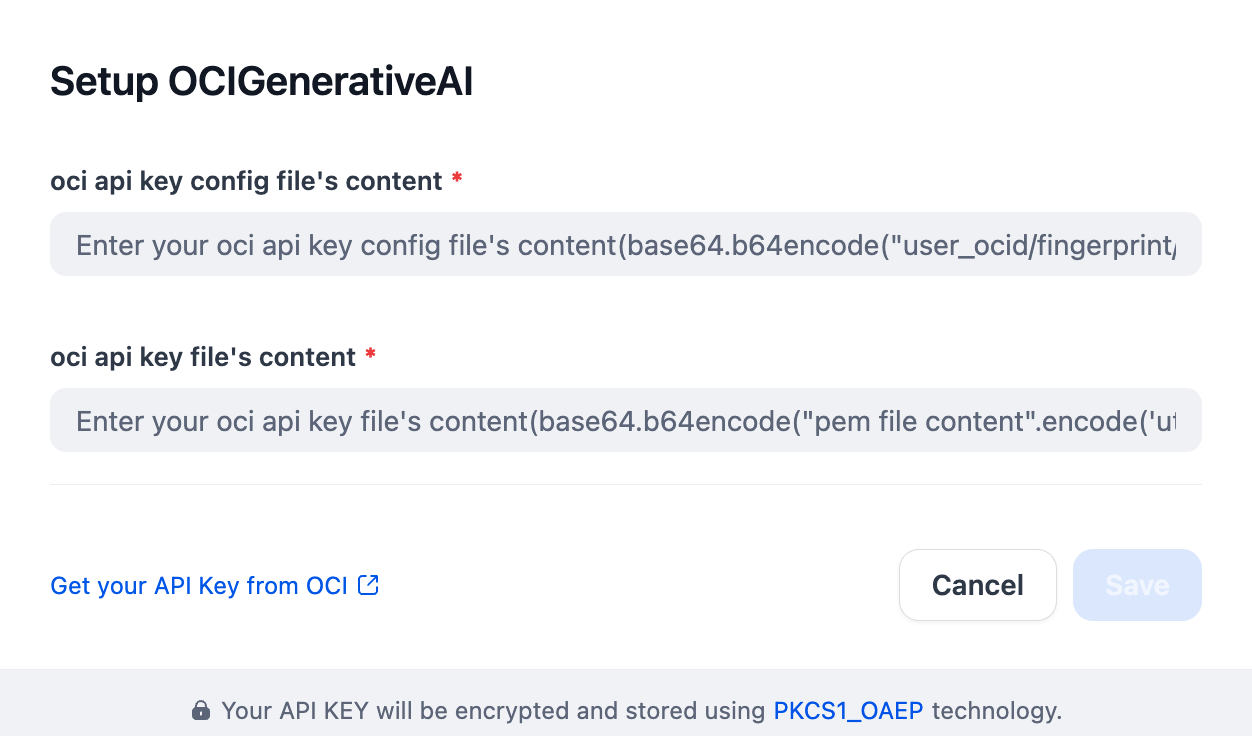 Setup OCIGenerativeAI
oci api key config file's content *
Enter your oci api key config file's content(base64.b64encode("user_ocid/fingerprint/
oci api key file's content *
Enter your oci api key file's content(base64.b64encode("pem file content".encode('ut
Get your API Key from OCI
Cancel
Save
Your API KEY will be encrypted and stored using PKCS1_OAEP technology.